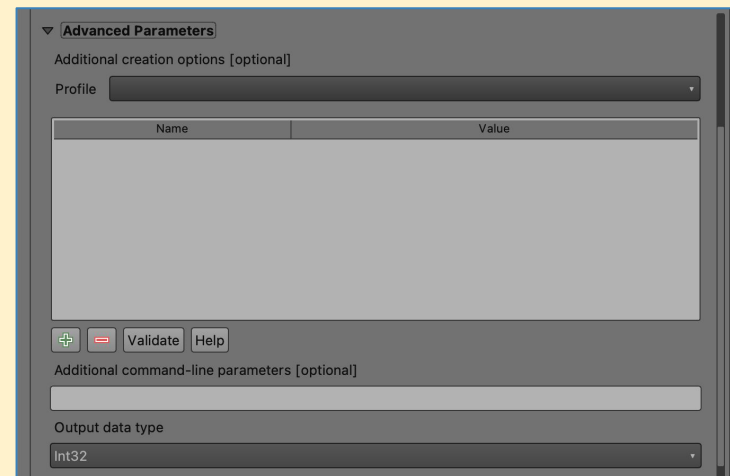 Advanced Parameters
Additional creation options [optional]
Profile
Name Value
Validate Help
Additional command-line parameters [optional]
Output data type
Int32